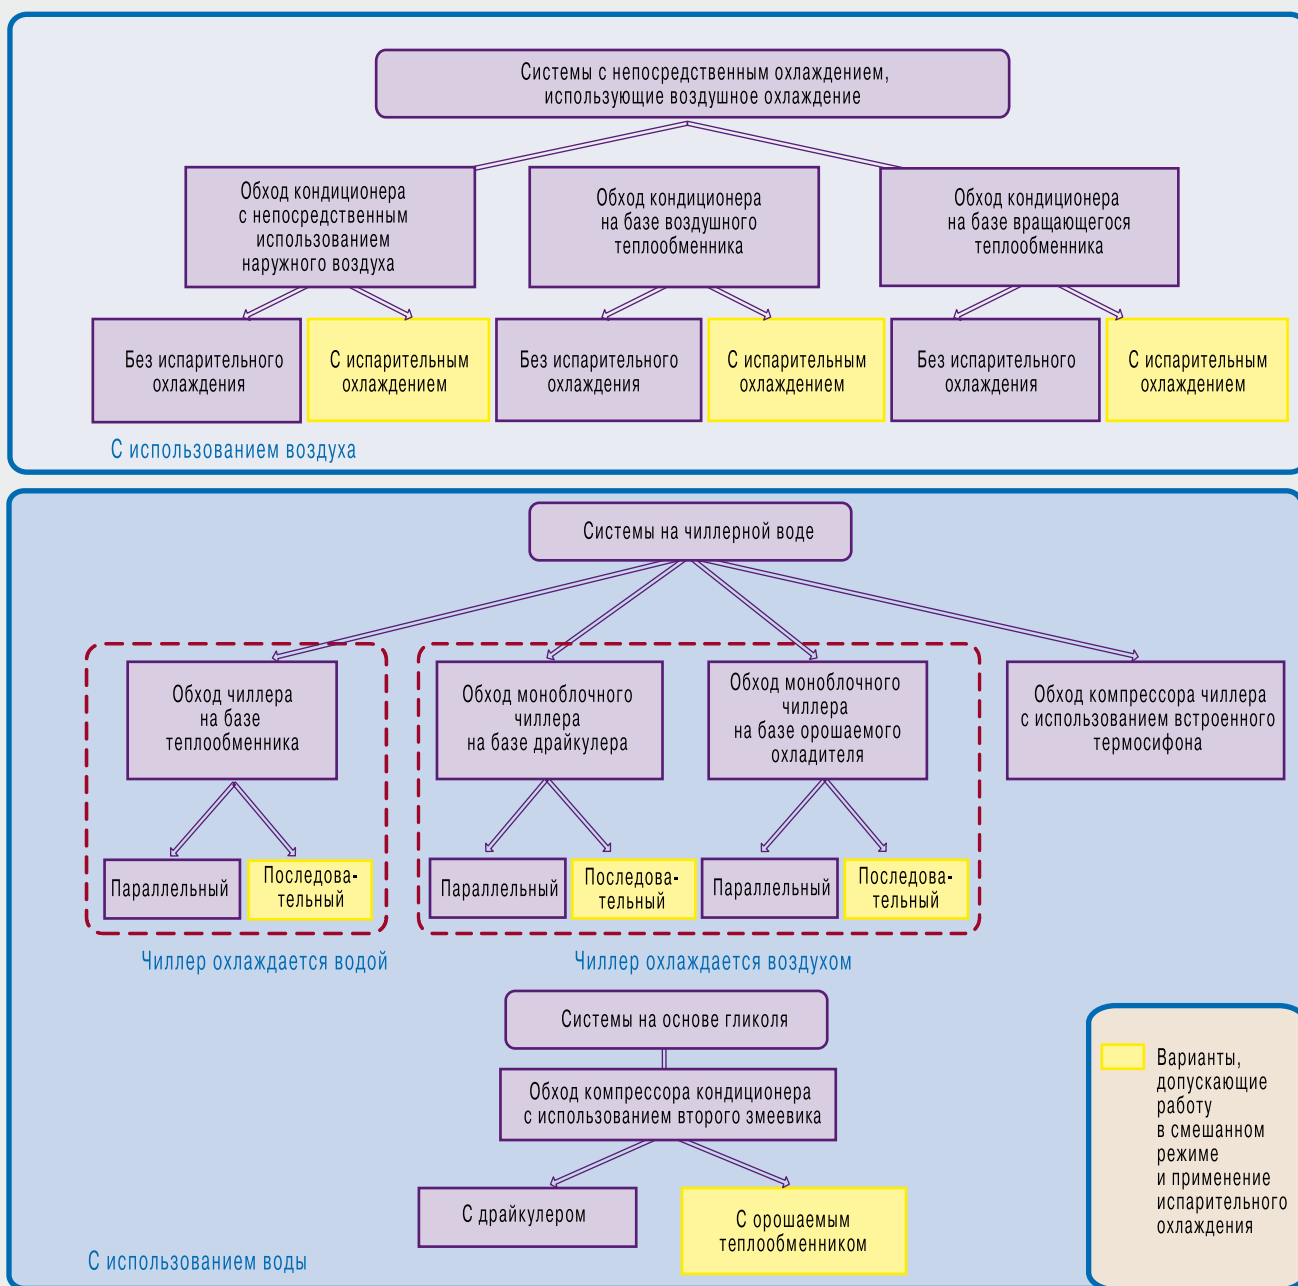 Системы с непосредственным охлаждением,
использующие воздушное охлаждение
Обход кондиционера
с непосредственным
использованием
наружного воздуха
Обход кондиционера
на базе воздушного
теплообменника
Обход кондиционера
на базе вращающегося
теплообменника
Без испарительного
охлаждения
С испарительным
охлаждением
Без испарительного
охлаждения
С испарительным
охлаждением
Без испарительного
охлаждения
С испарительным
охлаждением
С использованием воздуха
Системы на чиллерной воде
Обход чиллера
на базе
теплообменника
Обход моноблочного
чиллера
на базе драйкулера
Обход моноблочного
чиллера
на базе орошаемого
охладителя
Обход компрессора чиллера
с использованием встроенного
термосифона
Параллельный
Последова-
тельный
Параллельный
Последова-
тельный
Параллельный
Последова-
тельный
Чиллер охлаждается водой
Чиллер охлаждается воздухом
Системы на основе гликоля
Обход компрессора кондиционера
с использованием второго змеевика
С драйкулером
С орошаемым
теплообменником
С использованием воды
Варианты,
допускающие
работу
в смешанном
режиме
и применение
испарительного
охлаждения